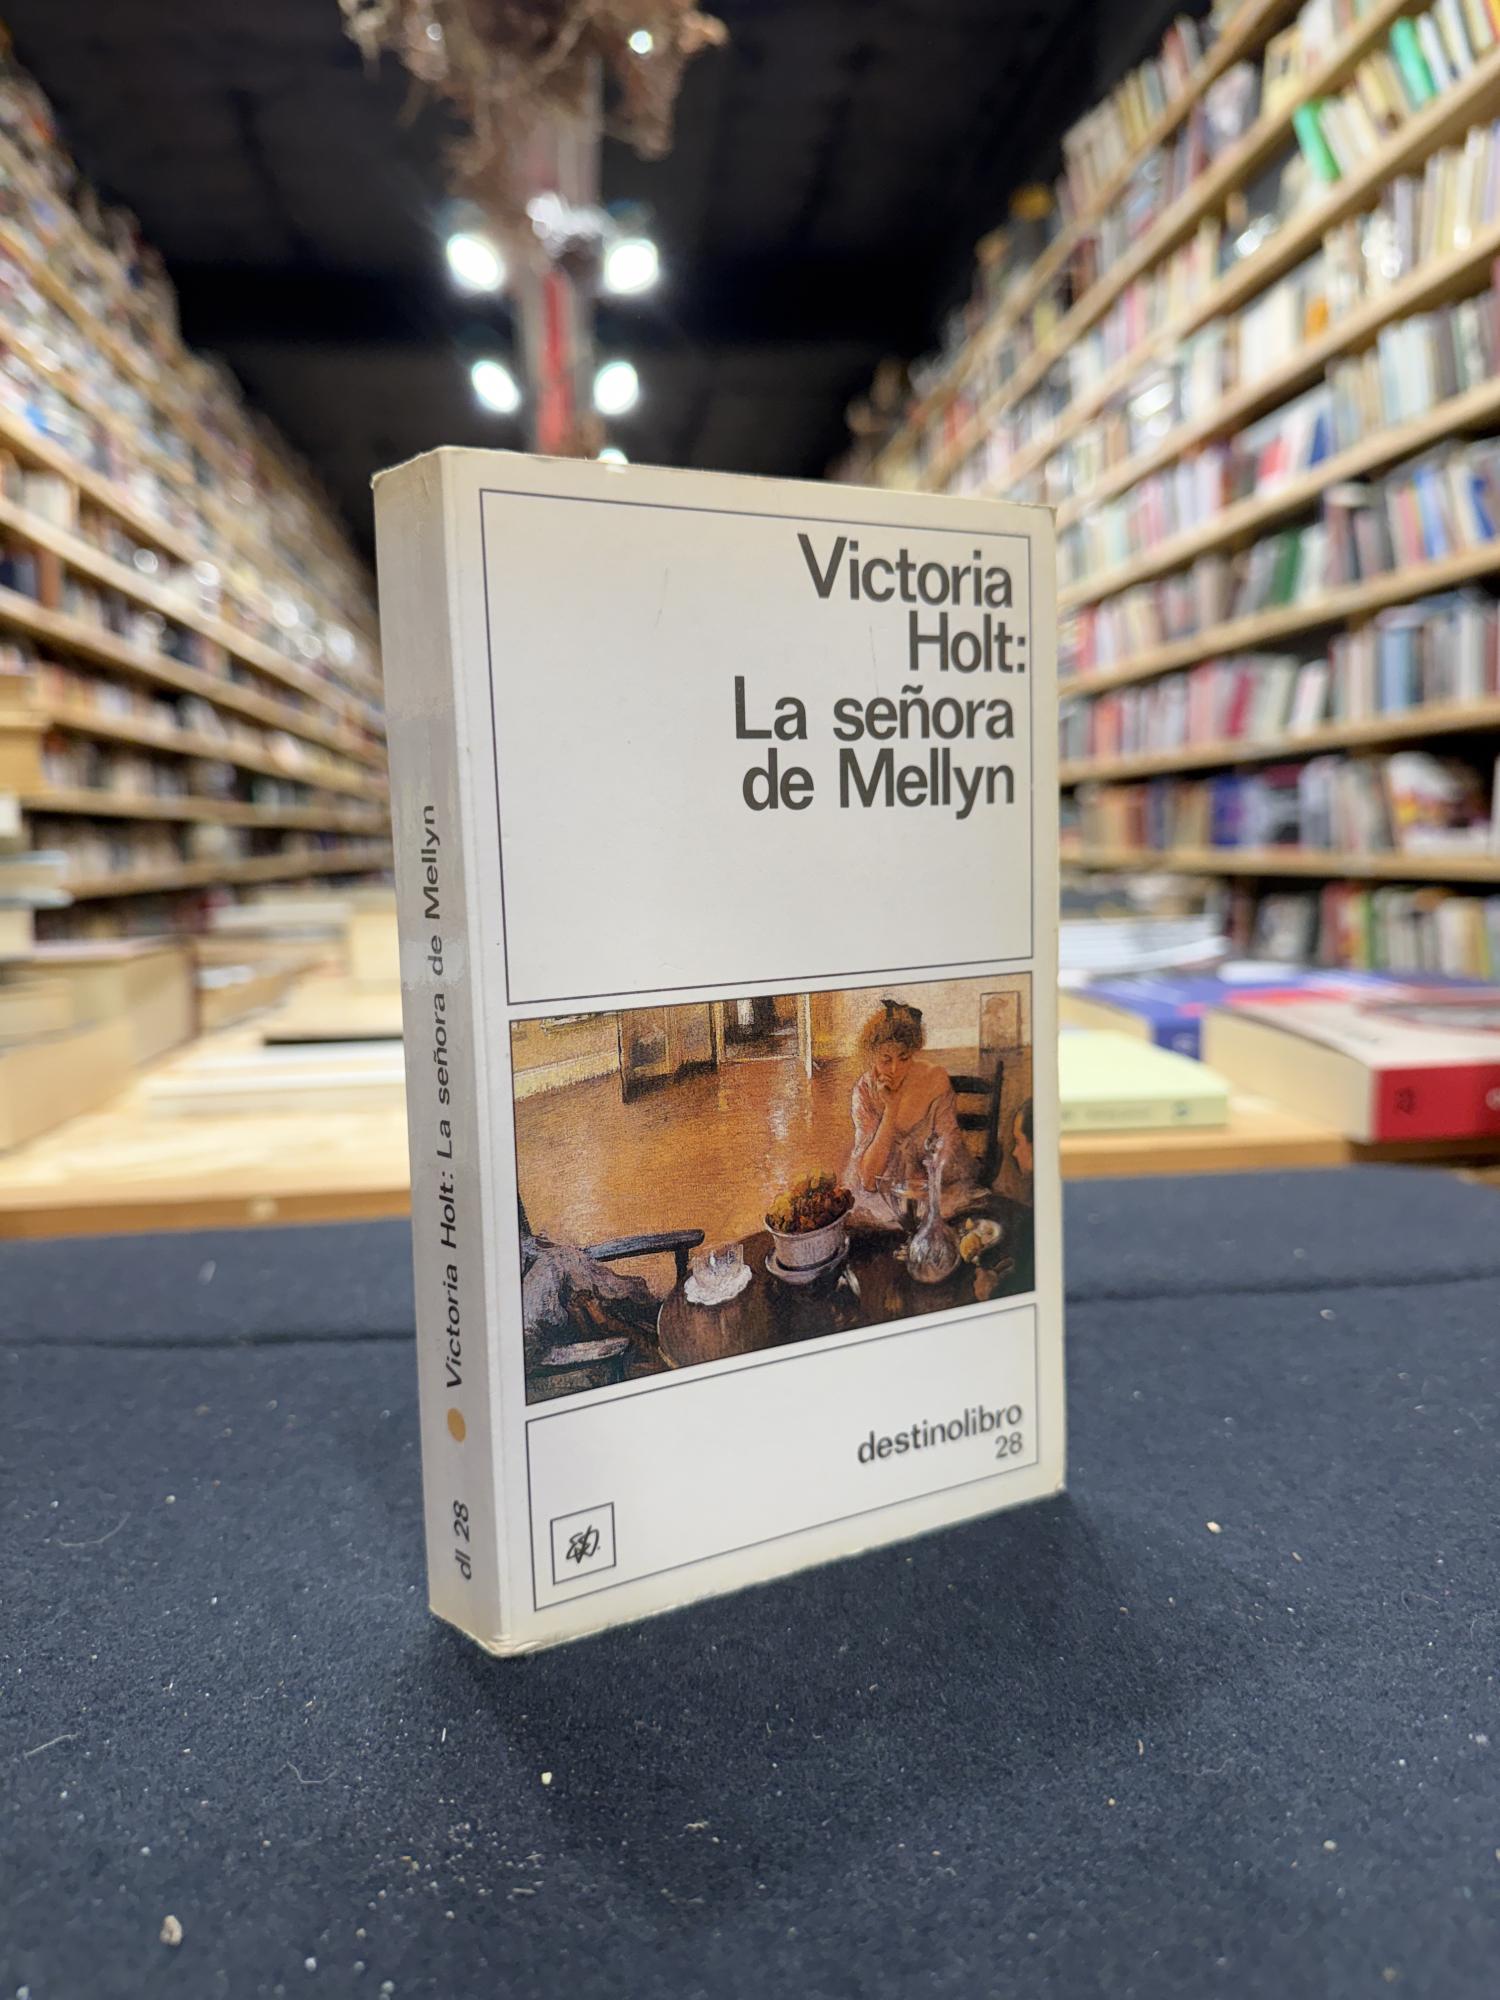 Victoria
Holt:
La señora
de Mellyn
destinolibro
28
Victoria Holt: La señora de Mellyn
dl 28